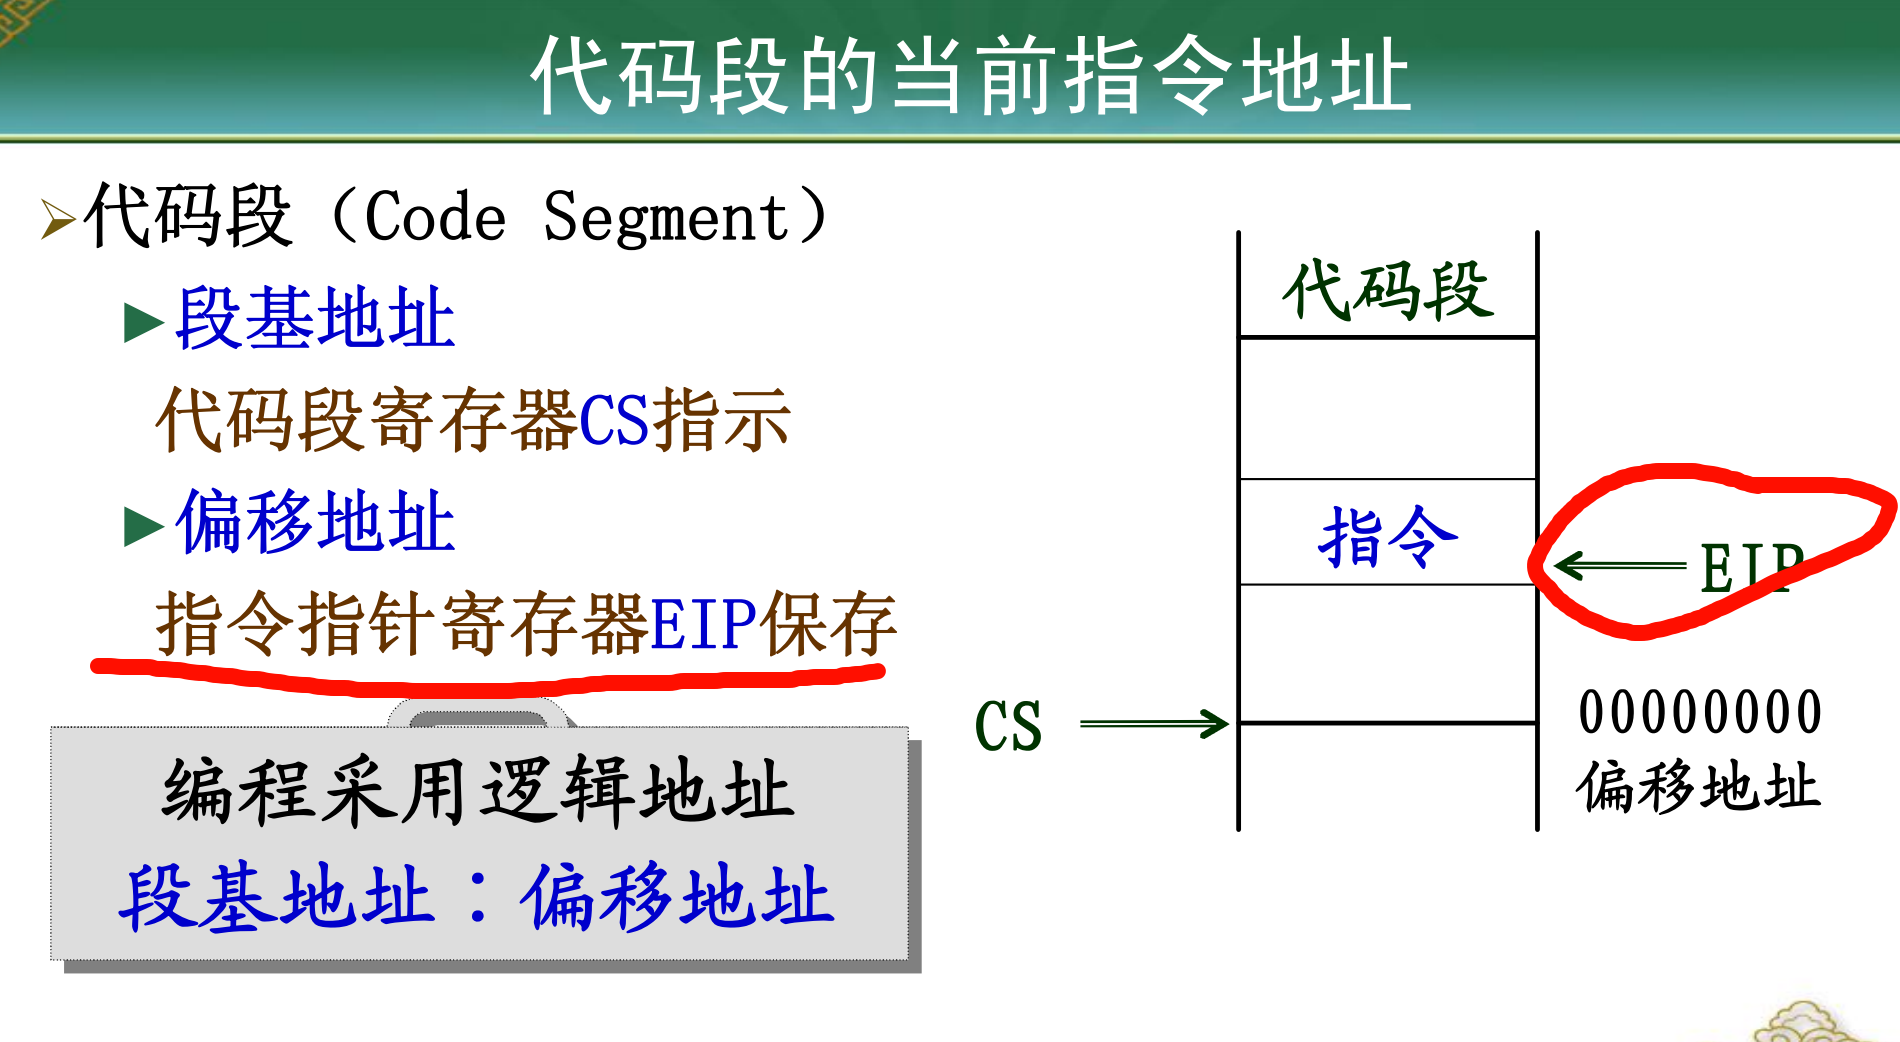 代码段的当前指令地址
代码段（Code Segment）
段基地址
代码段寄存器CS指示
偏移地址
指令指针寄存器EIP保存
编程采用逻辑地址
段基地址：偏移地址
代码段
指令
EIP
CS
00000000
偏移地址